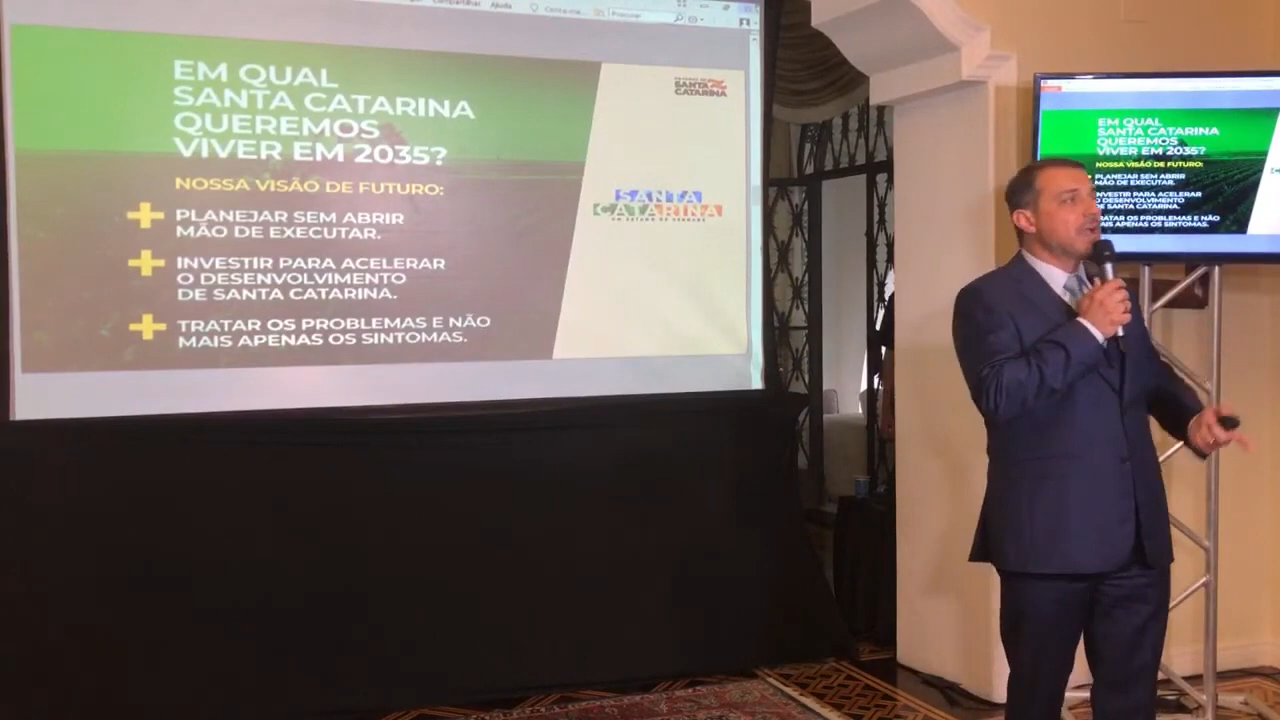 Compartilhar Ajuda
Procurar
EM QUAL
SANTA CATARINA
QUEREMOS
VIVER EM 2035?
NOSSA VISÃO DE FUTURO:
PLANEJAR SEM ABRIR
MÃO DE EXECUTAR.
INVESTIR PARA ACELERAR
O DESENVOLVIMENTO
DE SANTA CATARINA.
TRATAR OS PROBLEMAS E NÃO
MAIS APENAS OS SINTOMAS.
SANTA
CATARINA
SANTA
CATARINA
EM QUAL
SANTA CATARINA
QUEREMOS
VIVER EM 2035?
NOSSA VISÃO DE FUTURO:
PLANEJAR SEM ABRIR
MÃO DE EXECUTAR.
INVESTIR PARA ACELERAR
O DESENVOLVIMENTO
DE SANTA CATARINA.
TRATAR OS PROBLEMAS E NÃO
MAIS APENAS OS SINTOMAS.